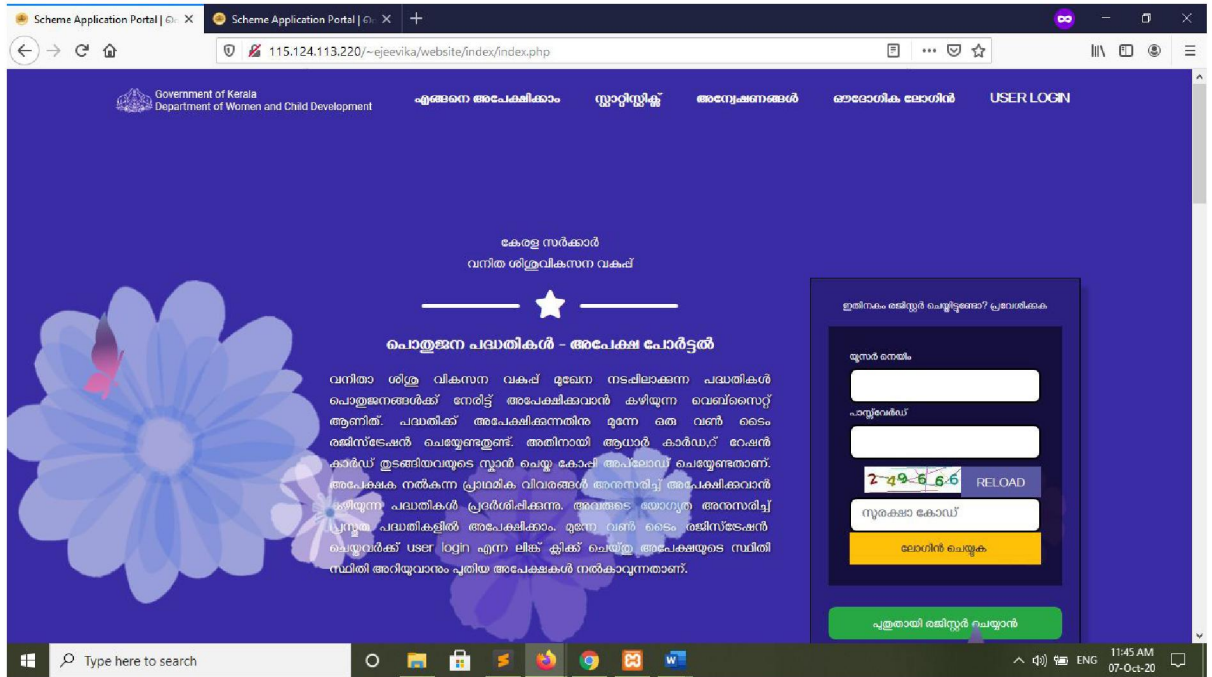 Scheme Application Portal | 
Scheme Application Portal | 
115.124.113.220/~ejeevika/website/index/index.php
Government of Kerala
Department of Women and Child Development
എങ്ങനെ അപേക്ഷിക്കാം
സ്റ്റാറ്റിസ്റ്റിക്സ്
അന്വേഷണങ്ങൾ
ഔദോഗിക ലോഗിൻ
USER LOGIN
കേരള സർക്കാർ
വനിത ശിശുവികസന വകുപ്പ്
പൊതുജന പദ്ധതികൾ - അപേക്ഷ പോർട്ടൽ
വനിതാ ശിശു വികസന വകുപ്പ് മുഖേന നടപ്പിലാക്കുന്ന പദ്ധതികൾ
പൊതുജനങ്ങൾക്ക് നേരിട്ട് അപേക്ഷിക്കുവാൻ കഴിയുന്ന വെബ്സൈറ്റ്
ആണിത്. പദ്ധതിക്ക് അപേക്ഷിക്കുന്നതിനു മുന്നേ ഒരു വൺ ടൈം
രജിസ്ട്രേഷൻ ചെയ്യേണ്ടതുണ്ട്. അതിനായി ആധാർ കാർഡ,് റേഷൻ
കാർഡ് തുടങ്ങിയവയുടെ സ്കാൻ ചെയ്ത കോപ്പി അപ്‌ലോഡ് ചെയ്യേണ്ടതാണ്.
അപേക്ഷക നൽകുന്ന പ്രാഥമിക വിവരങ്ങൾ അനുസരിച്ച് അപേക്ഷിക്കുവാൻ
കഴിയുന്ന പദ്ധതികൾ പ്രദർശിപ്പിക്കുന്നു. അവരുടെ യോഗ്യത അനുസരിച്ച്
പ്രസ്തുത പദ്ധതികളിൽ അപേക്ഷിക്കാം. മുന്നേ വൺ ടൈം രജിസ്ട്രേഷൻ
ചെയ്തവർക്ക് user login എന്ന ലിങ്ക് ക്ലിക്ക് ചെയ്തു അപേക്ഷയുടെ സ്ഥിതി
സ്ഥിതി അറിയുവാനും പുതിയ അപേക്ഷകൾ നൽകാവുന്നതാണ്.
ഇതിനകം രജിസ്റ്റർ ചെയ്തിട്ടുണ്ടോ? പ്രവേശിക്കുക
യൂസർ നെയിം
പാസ്സ്‌വേർഡ്
2 4 9 6 6 6
RELOAD
സുരക്ഷാ കോഡ്
ലോഗിൻ ചെയ്യുക
പുതുതായി രജിസ്റ്റർ ചെയ്യാൻ
Type here to search
ENG
11:45 AM
07-Oct-20